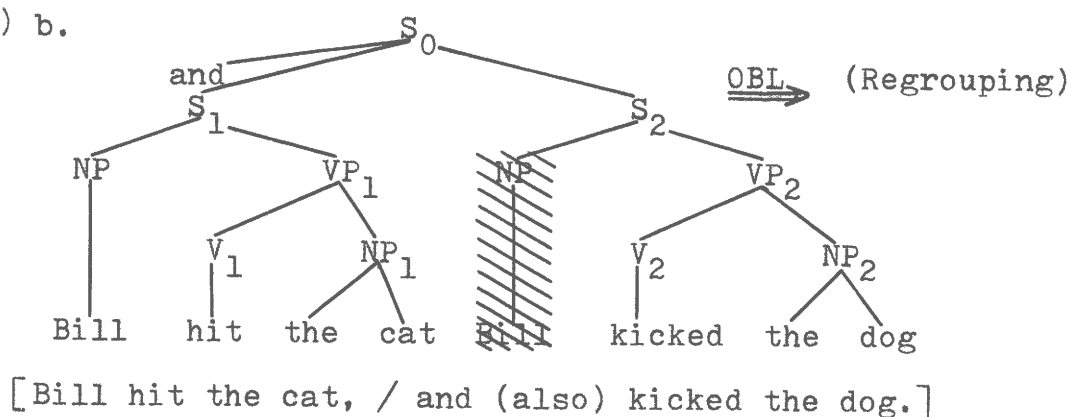 ) b.
S0
and OBL (Regrouping)
S1 S2
NP VP1 NP VP2
V1 NP1 V2 NP2
Bill hit the cat Bill kicked the dog
[Bill hit the cat, / and (also) kicked the dog.]